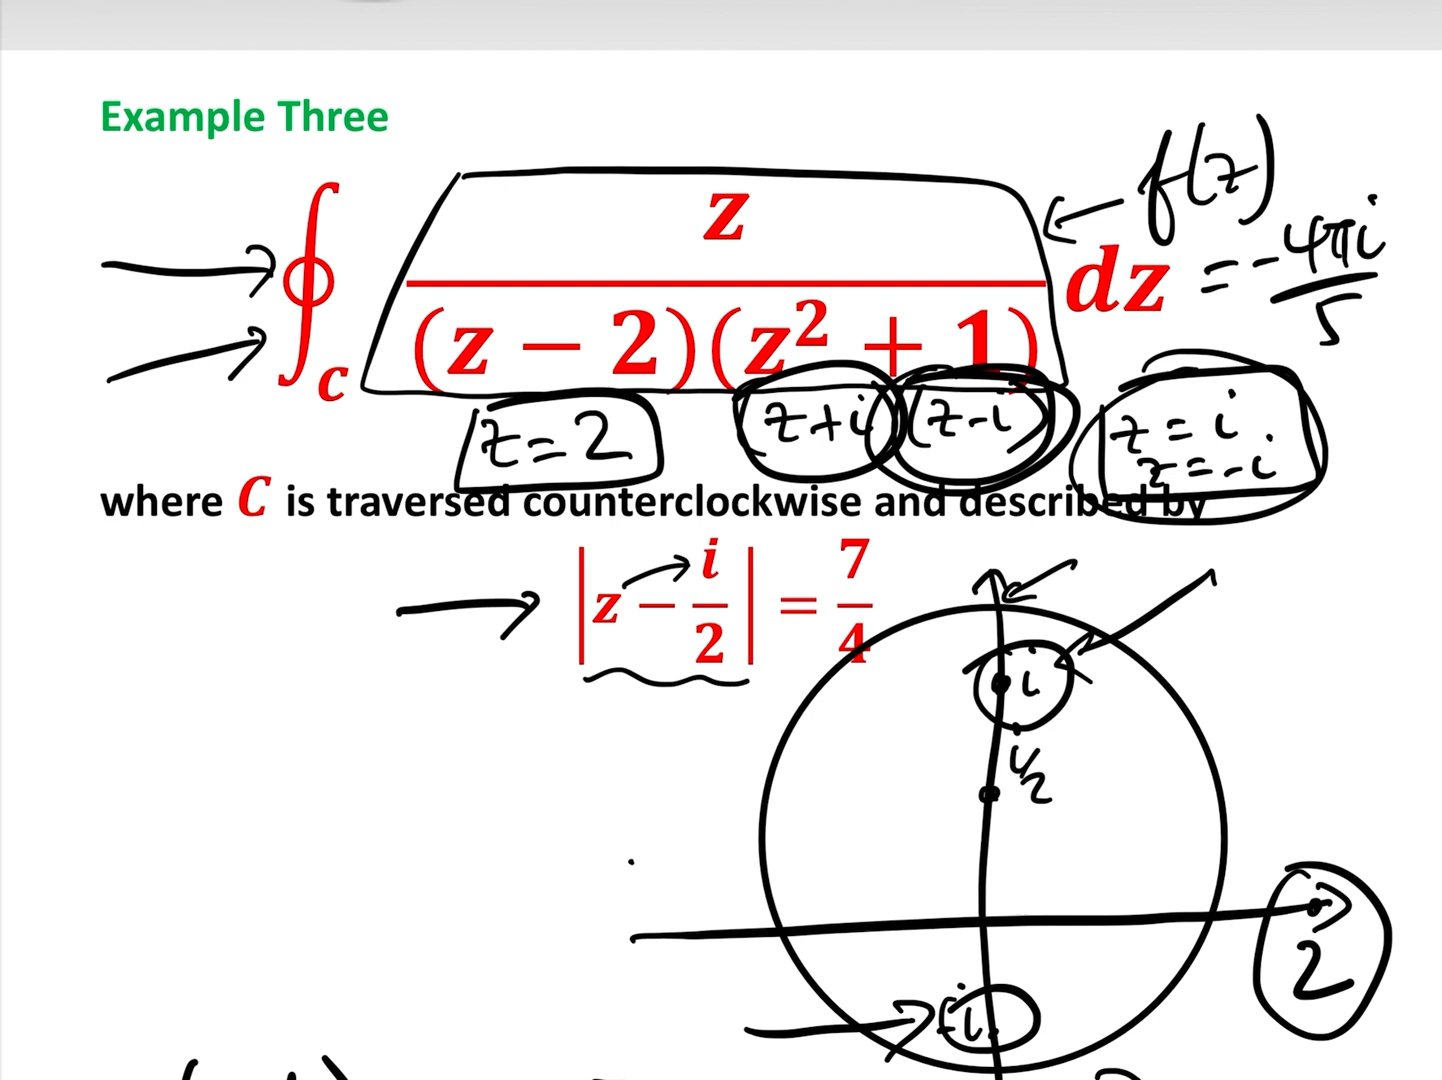 Example Three
f(z)
∮_C z / ((z − 2)(z² + 1)) dz = -4πi / 5
z = 2 (z+i) (z-i) z = i
z = -i
where C is traversed counterclockwise and described by
|z − i/2| = 7/4
i
i/2
2
-i